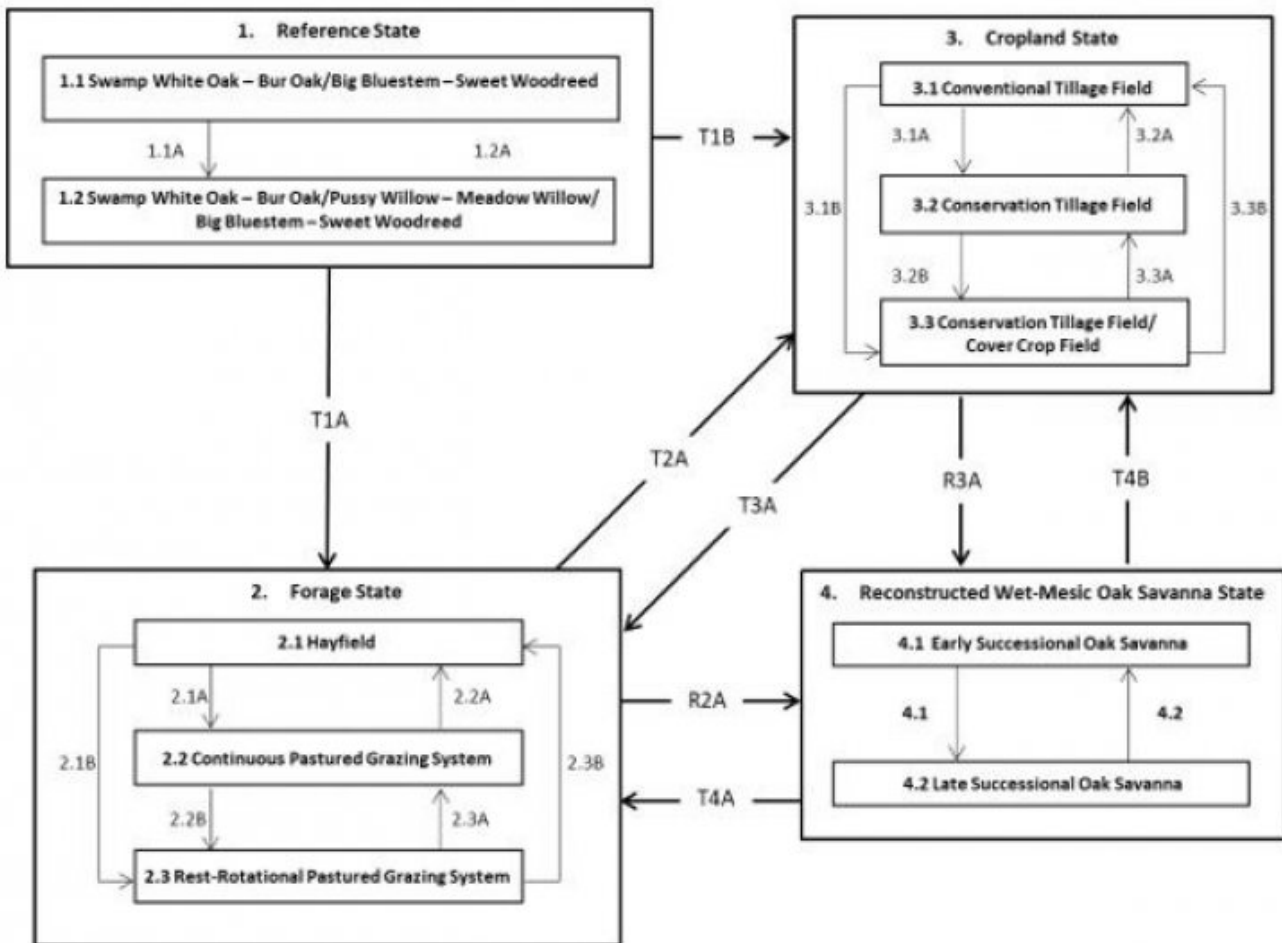 1. Reference State
1.1 Swamp White Oak – Bur Oak/Big Bluestem – Sweet Woodreed
1.1A
1.2A
1.2 Swamp White Oak – Bur Oak/Pussy Willow – Meadow Willow/
Big Bluestem – Sweet Woodreed
T1B
3. Cropland State
3.1 Conventional Tillage Field
3.1A
3.2A
3.1B
3.2 Conservation Tillage Field
3.3B
3.2B
3.3A
3.3 Conservation Tillage Field/
Cover Crop Field
T1A
T2A
T3A
R3A
T4B
2. Forage State
2.1 Hayfield
2.1A
2.2A
2.1B
2.2 Continuous Pastured Grazing System
2.3B
2.2B
2.3A
2.3 Rest-Rotational Pastured Grazing System
R2A
T4A
4. Reconstructed Wet-Mesic Oak Savanna State
4.1 Early Successional Oak Savanna
4.1
4.2
4.2 Late Successional Oak Savanna